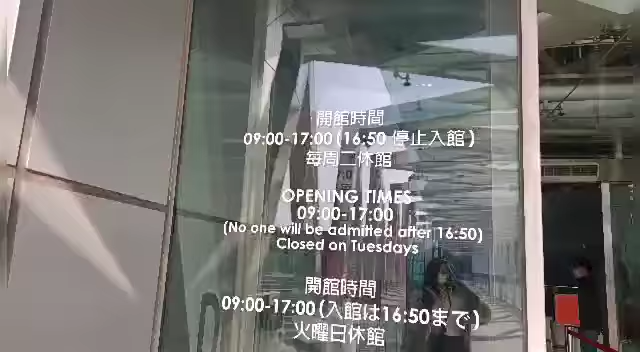 開館時間
09:00-17:00(16:50 停止入館)
每周二休館
OPENING TIMES
09:00-17:00
(No one will be admitted after 16:50)
Closed on Tuesdays
開館時間
09:00-17:00(入館は16:50まで)
火曜日休館